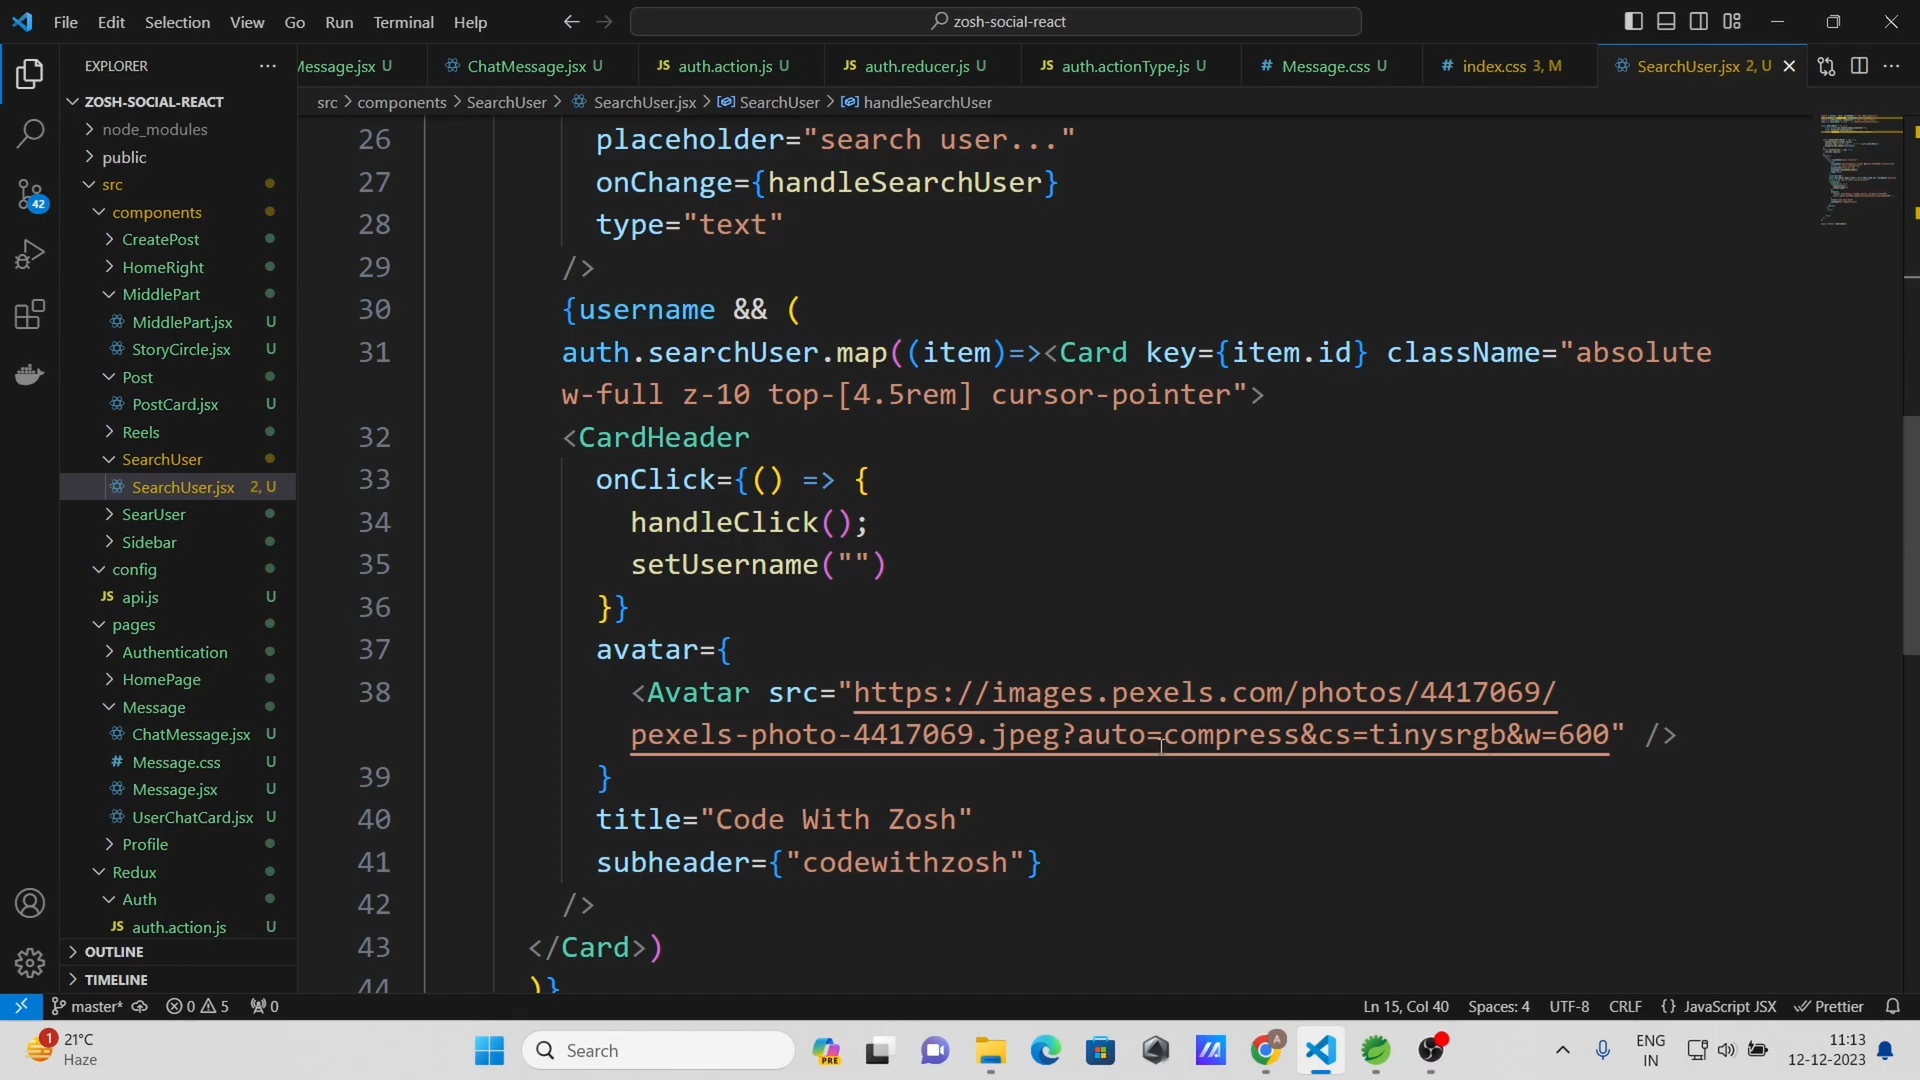 File Edit Selection View Go Run Terminal Help
zosh-social-react
EXPLORER
Message.jsx U
ChatMessage.jsx U
JS auth.action.js U
JS auth.reducer.js U
JS auth.actionType.js U
# Message.css U
# index.css 3, M
SearchUser.jsx 2, U
src > components > SearchUser > SearchUser.jsx > SearchUser > handleSearchUser
ZOSH-SOCIAL-REACT
node_modules
public
src
components
CreatePost
HomeRight
MiddlePart
MiddlePart.jsx U
StoryCircle.jsx U
Post
PostCard.jsx U
Reels
SearchUser
SearchUser.jsx 2, U
SearUser
Sidebar
config
JS api.js U
pages
Authentication
HomePage
Message
ChatMessage.jsx U
# Message.css U
Message.jsx U
UserChatCard.jsx U
Profile
Redux
Auth
JS auth.action.js U
OUTLINE
TIMELINE
42
26 placeholder="search user..."
27 onChange={handleSearchUser}
28 type="text"
29 />
30 {username && (
31 auth.searchUser.map((item)=><Card key={item.id} className="absolute
w-full z-10 top-[4.5rem] cursor-pointer">
32 <CardHeader
33 onClick={() => {
34 handleClick();
35 setUsername("")
36 }}
37 avatar={
38 <Avatar src="https://images.pexels.com/photos/4417069/
pexels-photo-4417069.jpeg?auto=compress&cs=tinysrgb&w=600" />
39 }
40 title="Code With Zosh"
41 subheader={"codewithzosh"}
42 />
43 </Card>)
44 )}
master* 0 5 0
Ln 15, Col 40 Spaces: 4 UTF-8 CRLF {} JavaScript JSX Prettier
1
21°C
Haze
Search
PRE
A
ENG
IN
11:13
12-12-2023